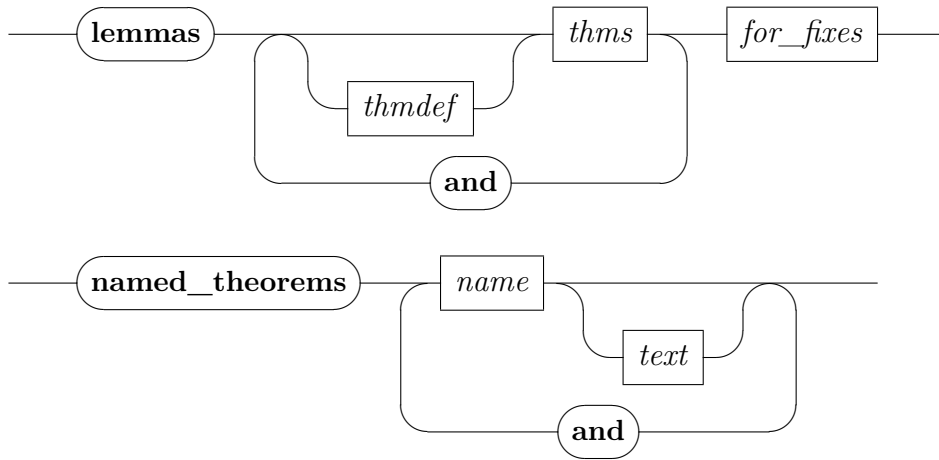 lemmas thms for_fixes
thmdef
and
named_theorems name
text
and